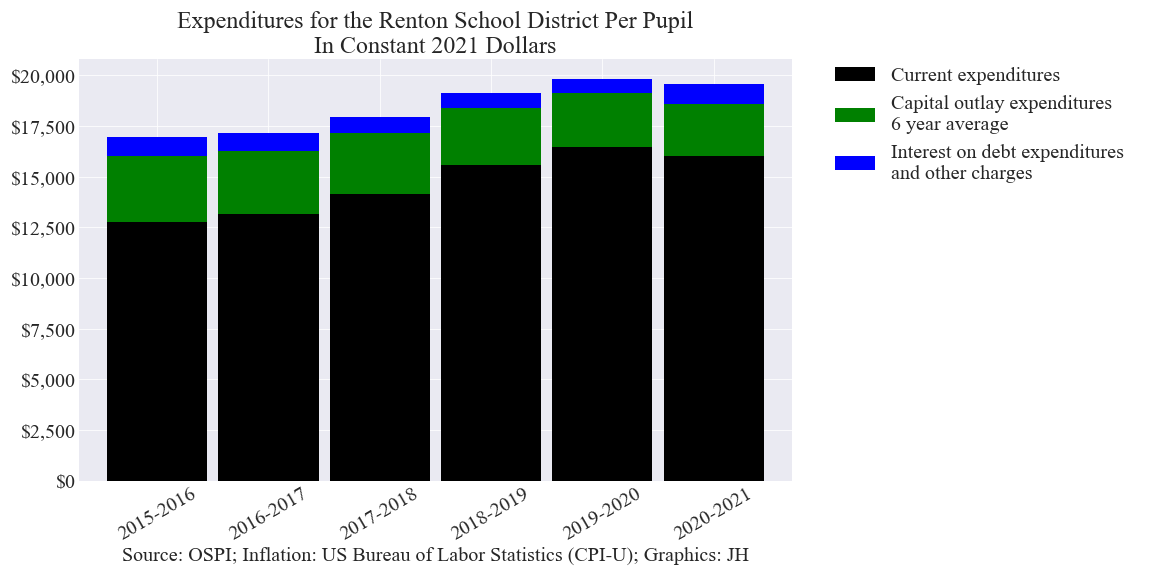 Expenditures for the Renton School District Per Pupil
In Constant 2021 Dollars
$20,000
$17,500
$15,000
$12,500
$10,000
$7,500
$5,000
$2,500
$0
2015-2016
2016-2017
2017-2018
2018-2019
2019-2020
2020-2021
Source: OSPI; Inflation: US Bureau of Labor Statistics (CPI-U); Graphics: JH
Current expenditures
Capital outlay expenditures
6 year average
Interest on debt expenditures
and other charges